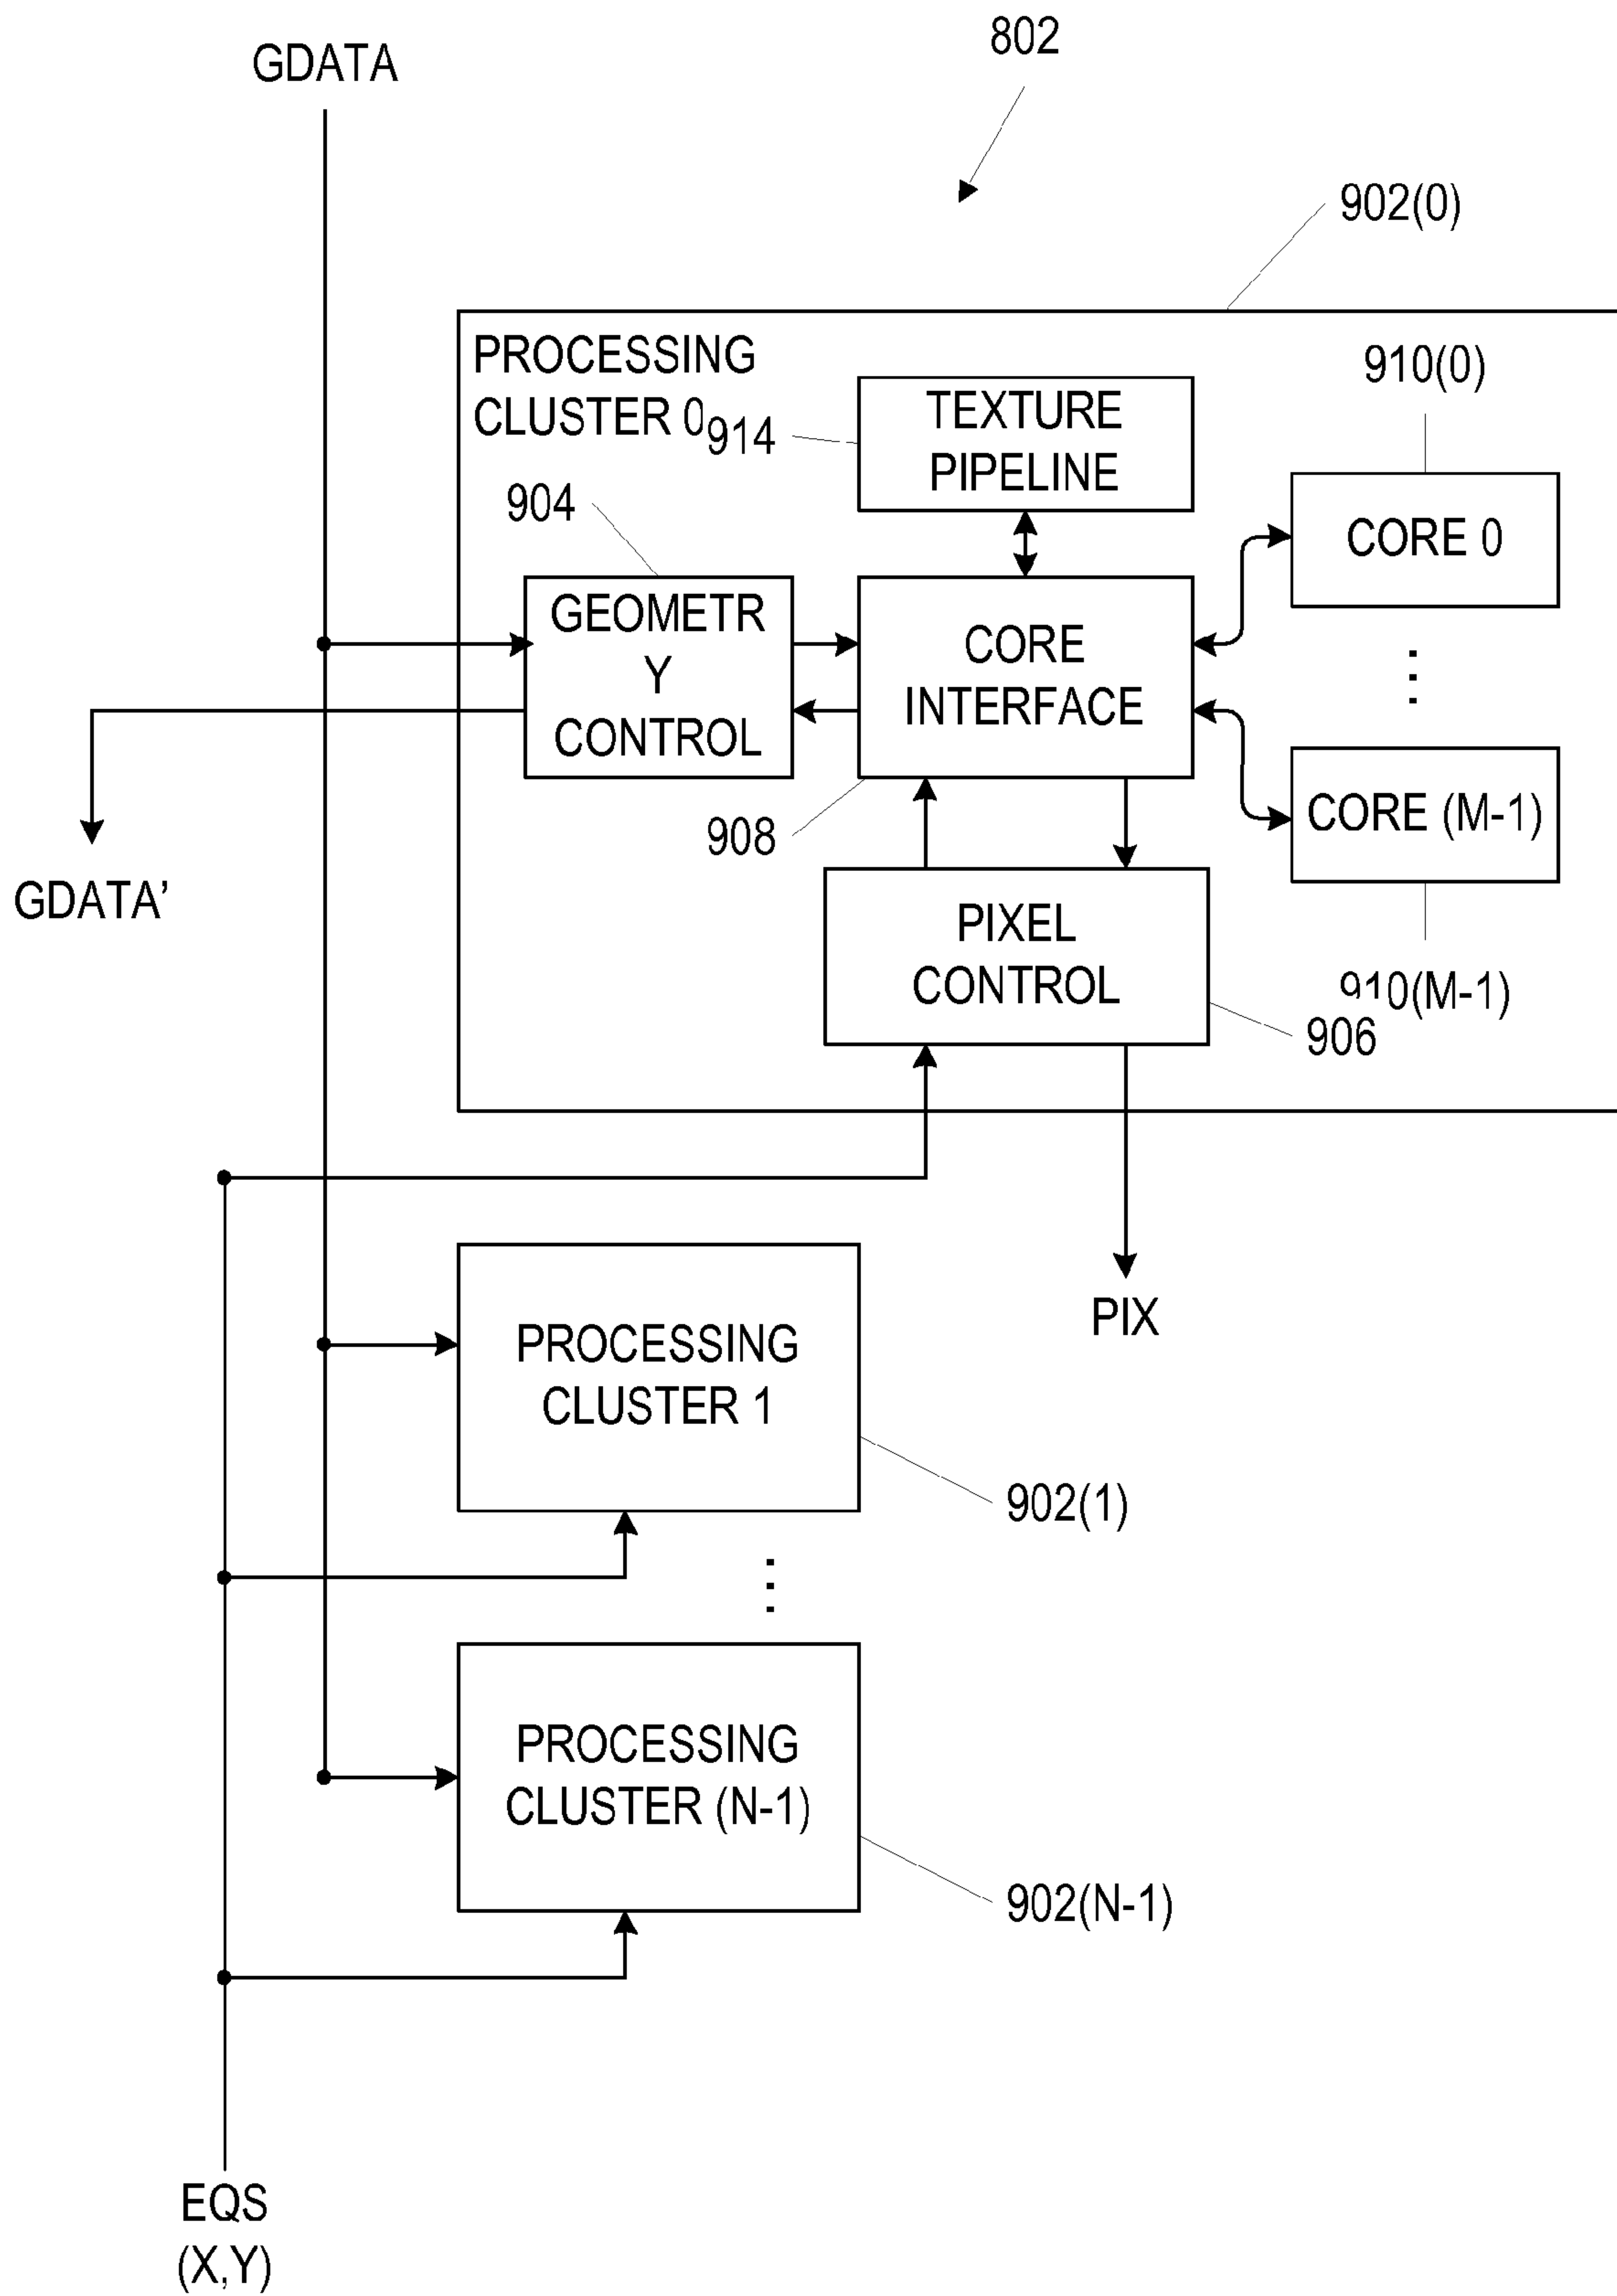 802
GDATA
902(0)
PROCESSING
CLUSTER 0
914
TEXTURE
PIPELINE
910(0)
904
CORE 0
GEOMETR
Y
CONTROL
CORE
INTERFACE
908
CORE (M-1)
GDATA’
PIXEL
CONTROL
910(M-1)
906
PIX
PROCESSING
CLUSTER 1
902(1)
PROCESSING
CLUSTER (N-1)
902(N-1)
EQS
(X,Y)